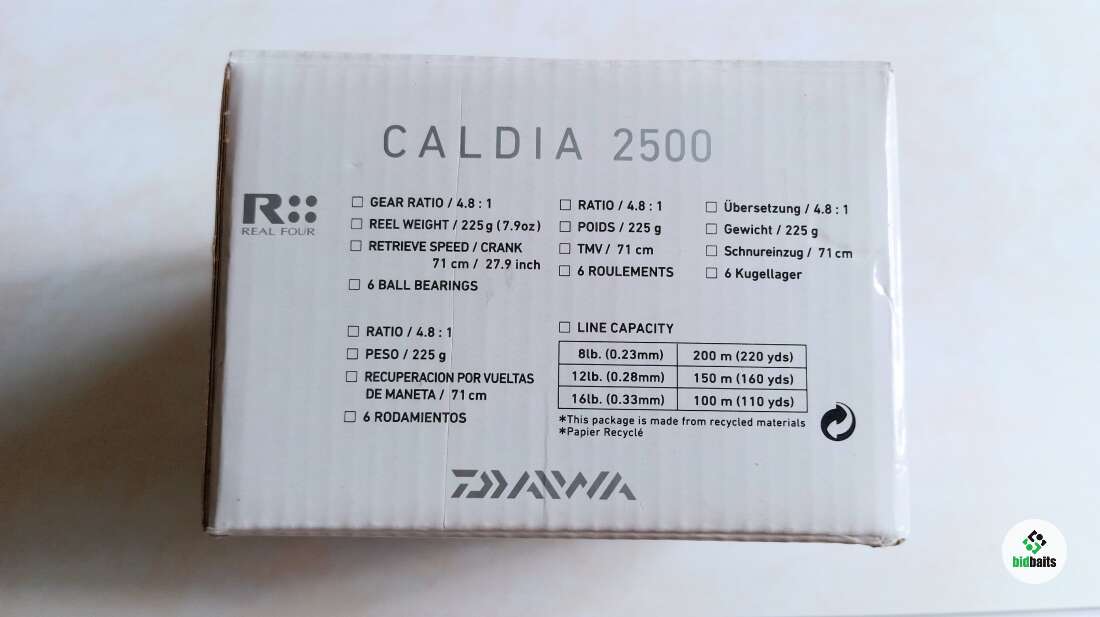 CALDIA 2500
R
REAL FOUR
GEAR RATIO / 4.8 : 1
REEL WEIGHT / 225g (7.9oz)
RETRIEVE SPEED / CRANK
71 cm / 27.9 inch
6 BALL BEARINGS
RATIO / 4.8 : 1
POIDS / 225 g
TMV / 71 cm
6 ROULEMENTS
Übersetzung / 4.8 : 1
Gewicht / 225 g
Schnureinzug / 71 cm
6 Kugellager
RATIO / 4.8 : 1
PESO / 225 g
RECUPERACION POR VUELTAS
DE MANETA / 71 cm
6 RODAMIENTOS
LINE CAPACITY
8lb. (0.23mm) 200 m (220 yds)
12lb. (0.28mm) 150 m (160 yds)
16lb. (0.33mm) 100 m (110 yds)
*This package is made from recycled materials
*Papier Recyclé
DAIWA
bidbaits